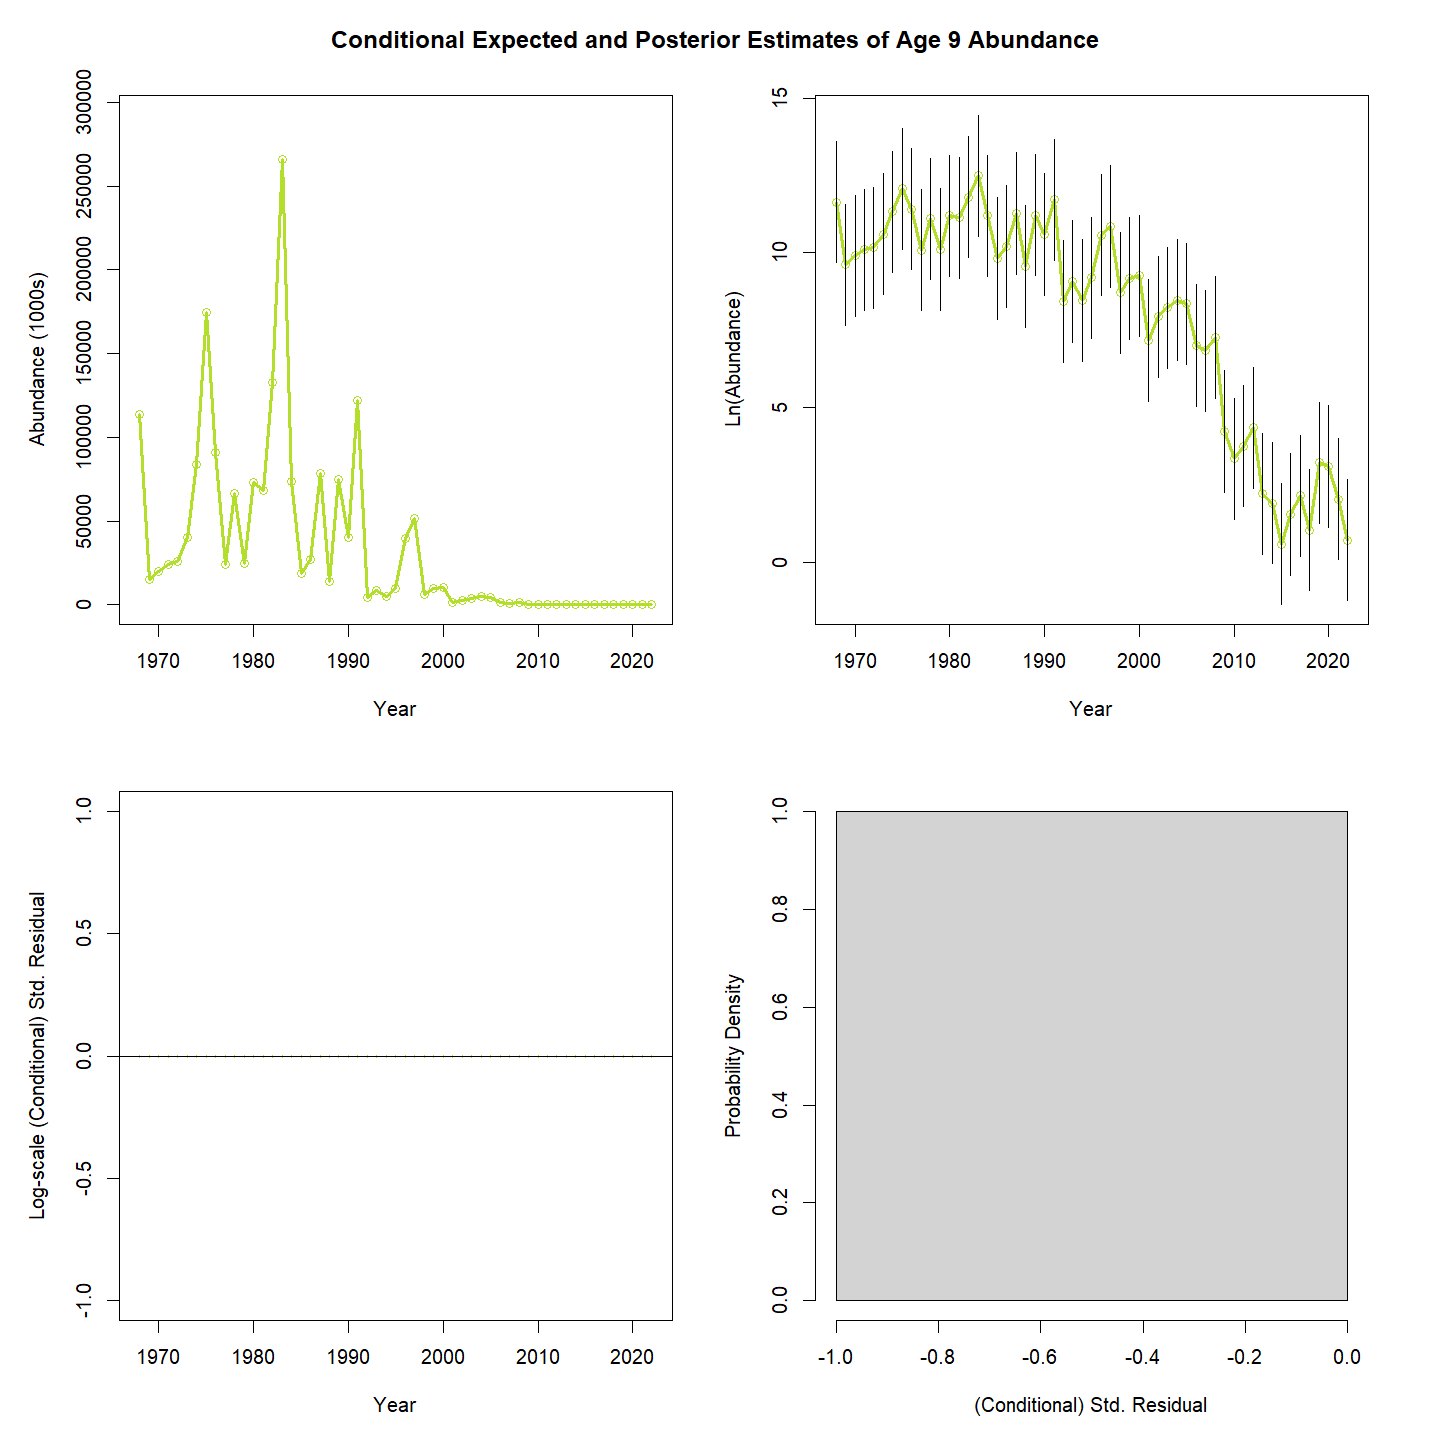 Conditional Expected and Posterior Estimates of Age 9 Abundance
Abundance (1000s)
300000
250000
200000
150000
100000
50000
0
1970 1980 1990 2000 2010 2020
Year
Ln(Abundance)
15
10
5
0
1970 1980 1990 2000 2010 2020
Year
Log-scale (Conditional) Std. Residual
1.0
0.5
0.0
-0.5
-1.0
1970 1980 1990 2000 2010 2020
Year
Probability Density
1.0
0.8
0.6
0.4
0.2
0.0
-1.0 -0.8 -0.6 -0.4 -0.2 0.0
(Conditional) Std. Residual